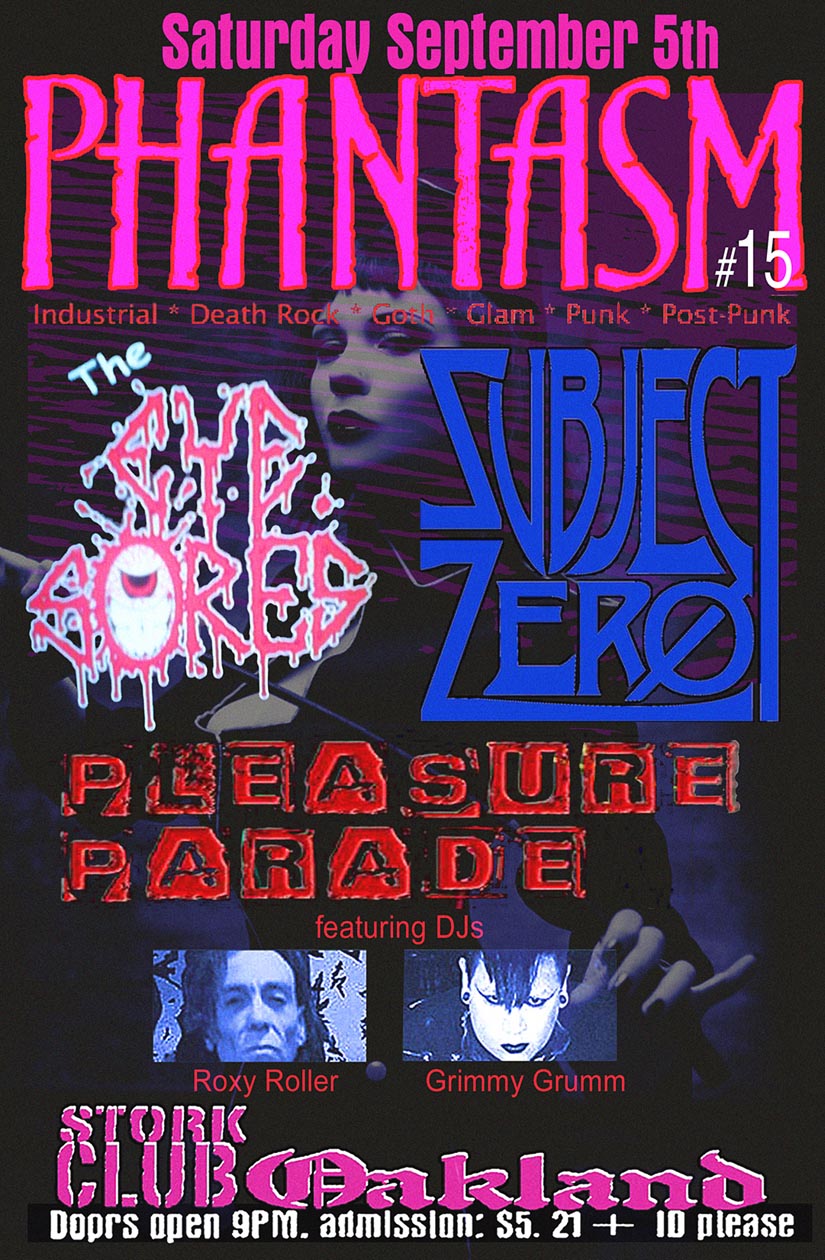 Saturday September 5th
PHANTASM
#15
Industrial * Death Rock * Goth * Glam * Punk * Post-Punk
The
E.Y.E.
SORES
SUBJECT
ZERØ
PLEASURE
PARADE
featuring DJs
Roxy Roller
Grimmy Grumm
STORK
CLUB Oakland
Doors open 9PM. admission: $5. 21 + ID please